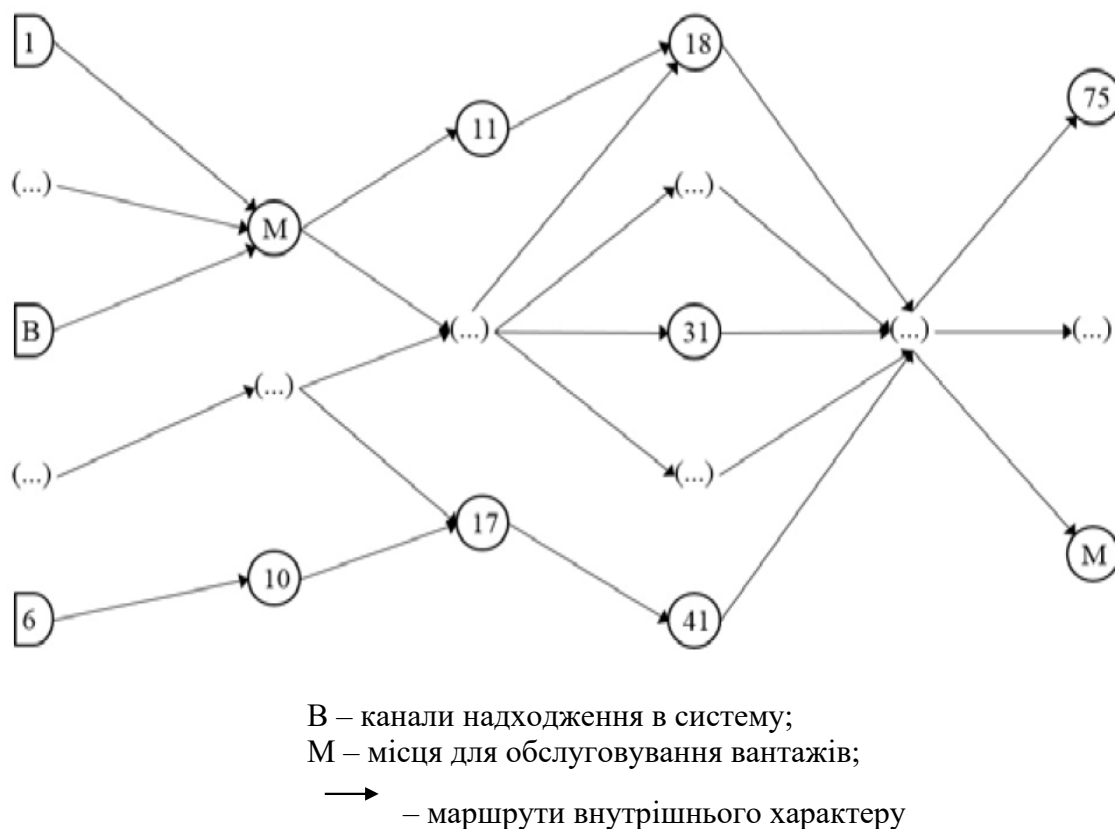 1
18
75
11
(...)
(...)
М
В
(...)
31
(...)
(...)
(...)
(...)
(...)
17
10
6
41
М
В – канали надходження в систему;
М – місця для обслуговування вантажів;
– маршрути внутрішнього характеру